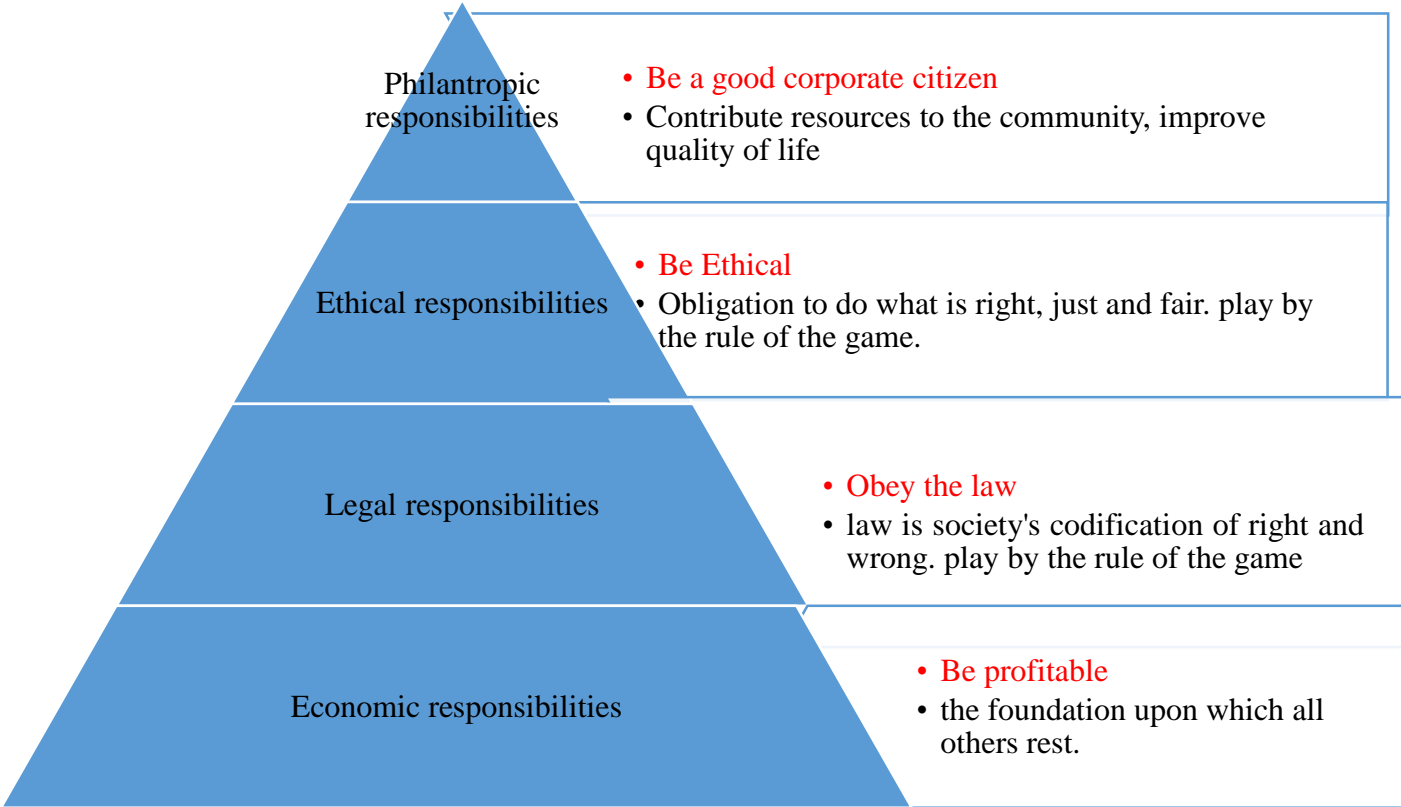 Philantropic
responsibilities
• Be a good corporate citizen
• Contribute resources to the community, improve
quality of life
Ethical responsibilities
• Be Ethical
• Obligation to do what is right, just and fair. play by
the rule of the game.
Legal responsibilities
• Obey the law
• law is society's codification of right and
wrong. play by the rule of the game
Economic responsibilities
• Be profitable
• the foundation upon which all
others rest.